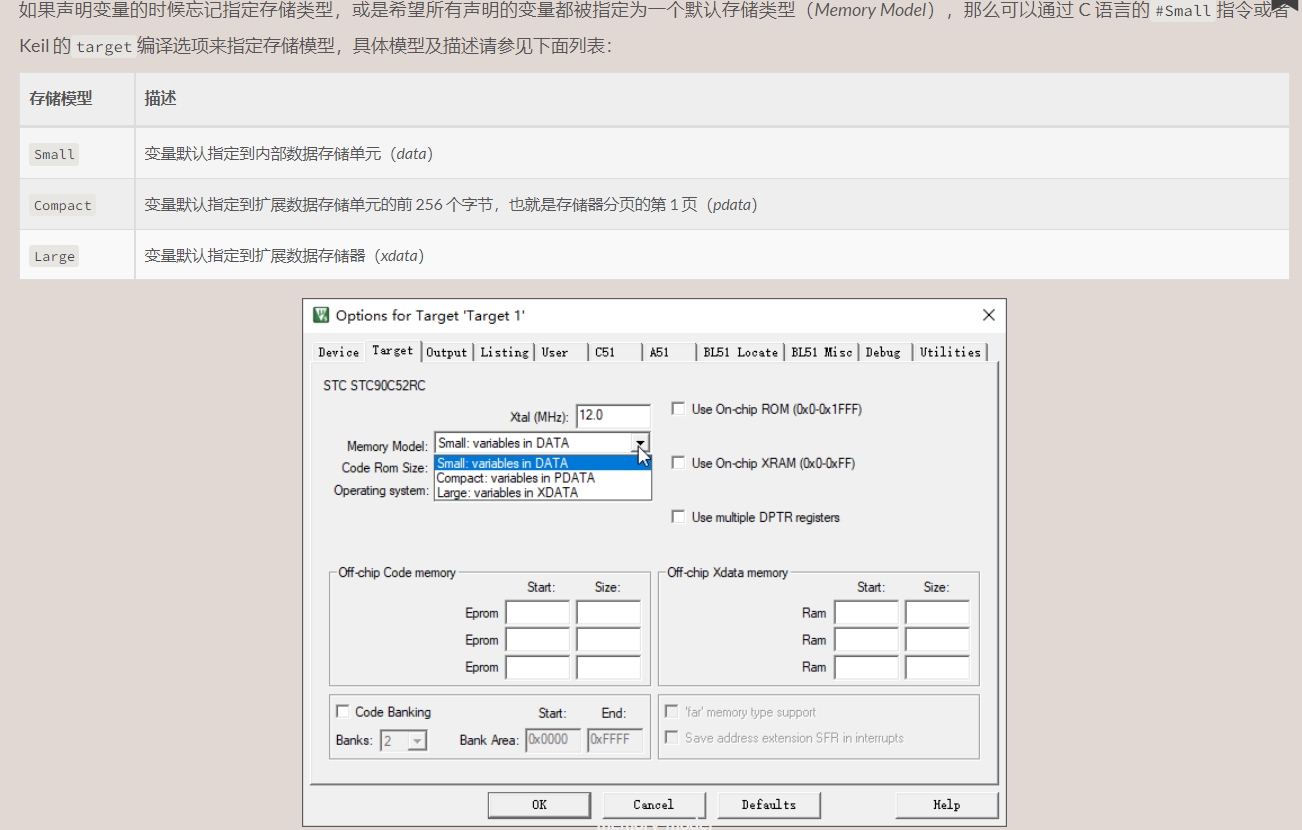 如果声明变量的时候忘记指定存储类型，或是希望所有声明的变量都被指定为一个默认存储类型（Memory Model），那么可以通过 C 语言的 #Small 指令或者
Keil 的 target 编译选项来指定存储模型，具体模型及描述请参见下面列表：
存储模型 描述
Small 变量默认指定到内部数据存储单元（data）
Compact 变量默认指定到扩展数据存储单元的前 256 个字节，也就是存储器分页的第 1 页（pdata）
Large 变量默认指定到扩展数据存储器（xdata）
Options for Target 'Target 1'
Device Target Output Listing User C51 A51 BL51 Locate BL51 Misc Debug Utilities
STC STC90C52RC
Xtal (MHz): 12.0
Use On-chip ROM (0x0-0x1FFF)
Memory Model: Small: variables in DATA
Small: variables in DATA
Compact: variables in PDATA
Large: variables in XDATA
Code Rom Size:
Operating system:
Use On-chip XRAM (0x0-0xFF)
Use multiple DPTR registers
Off-chip Code memory
Start: Size:
Eprom
Eprom
Eprom
Off-chip Xdata memory
Start: Size:
Ram
Ram
Ram
Code Banking Start: End:
Banks: 2 Bank Area: 0x0000 0xFFFF
'far' memory type support
Save address extension SFR in interrupts
OK Cancel Defaults Help